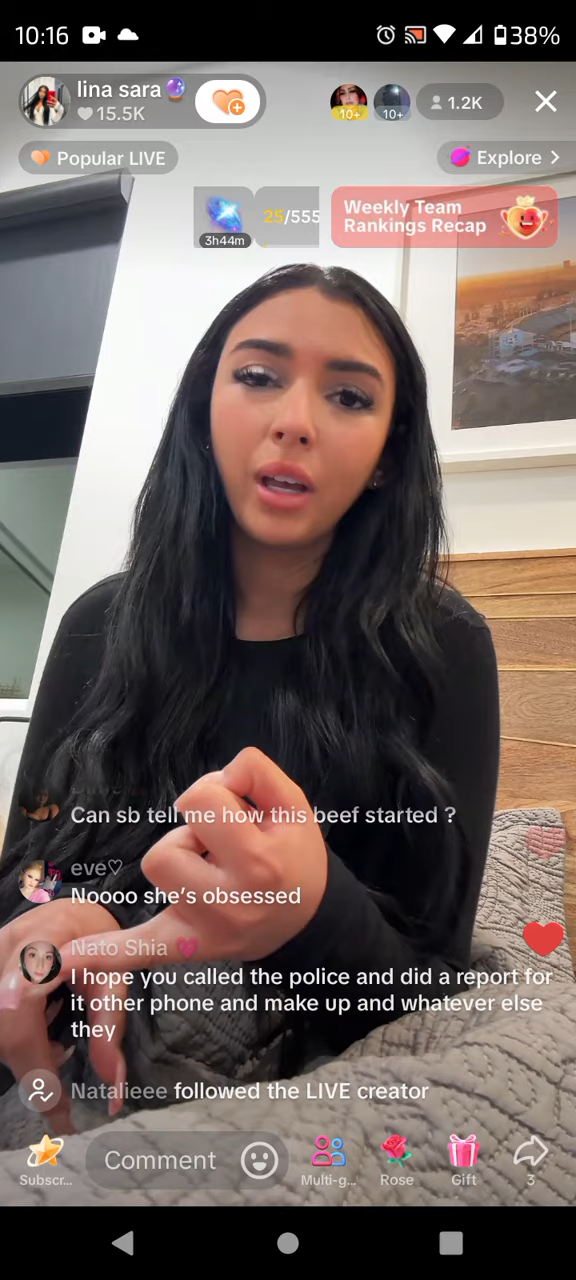 10:16
38%
lina sara🔮
15.5K
10+
10+
1.2K
Popular LIVE
Explore
3h44m
25/555
Weekly Team
Rankings Recap
Can sb tell me how this beef started ?
eve♡
Noooo she’s obsessed
Nato Shia 💗
I hope you called the police and did a report for
it other phone and make up and whatever else
they
Natalieee followed the LIVE creator
Comment
Subscr...
Multi-g...
Rose
Gift
3